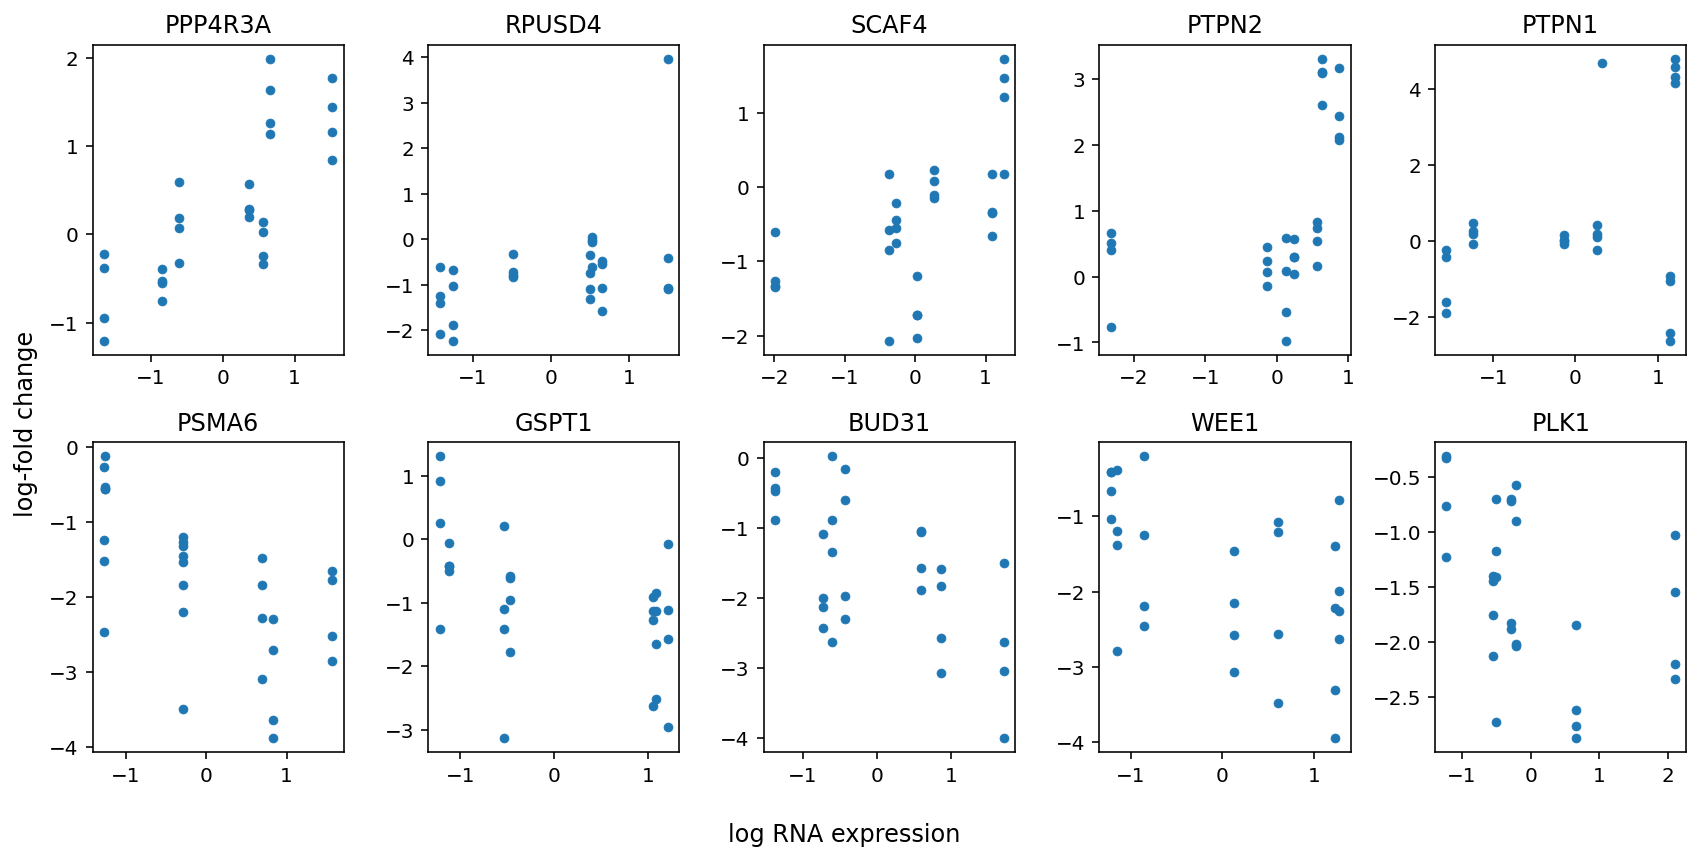 PPP4R3A RPUSD4 SCAF4 PTPN2 PTPN1
2 1 0 −1
−1 0 1
4 3 2 1 0 −1 −2
−1 0 1
1 0 −1 −2
−2 −1 0 1
3 2 1 0 −1
−2 −1 0 1
4 2 0 −2
−1 0 1
log-fold change
PSMA6 GSPT1 BUD31 WEE1 PLK1
0 −1 −2 −3 −4
−1 0 1
1 0 −1 −2 −3
−1 0 1
0 −1 −2 −3 −4
−1 0 1
−1 −2 −3 −4
−1 0 1
−0.5 −1.0 −1.5 −2.0 −2.5
−1 0 1 2
log RNA expression